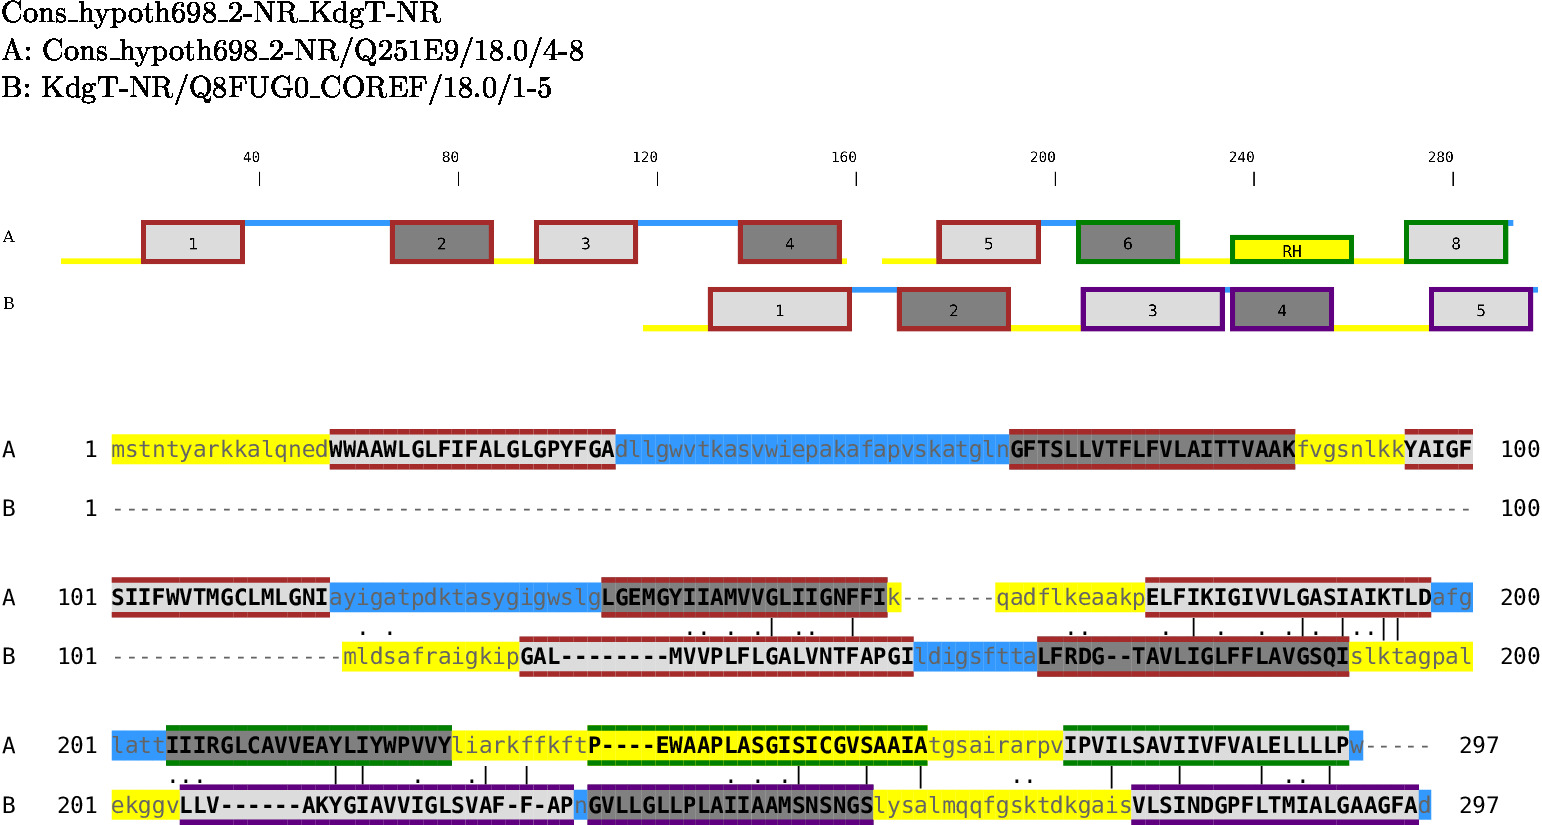 Cons_hypoth698_2-NR_KdgT-NR
A: Cons_hypoth698_2-NR/Q251E9/18.0/4-8
B: KdgT-NR/Q8FUG0_COREF/18.0/1-5
40 80 120 160 200 240 280
A 1 2 3 4 5 6 RH 8
B 1 2 3 4 5
A 1 mstntyarkkalqnedWWAAWLGLFIFALGLGPYFGAdllgwvtkasvwiepakafapvskatglnGFTSLLVTFLFVLAITTVAAKfvgsnlkkYAIGF 100
B 1 ---------------------------------------------------------------------------------------------------- 100
A 101 SIIFWVTMGCLMLGNIayigatpdktasygigwslgLGEMGYIIAMVVGLIIGNFFIk-------qadflkeaakpELFIKIGIVVLGASIAIKTLDafg 200
. . .. . .|.. | .. . | . . |. |..||
B 101 -----------------mldsafraigkipGAL--------MVVPLFLGALVNTFAPGIldigsfttaLFRDG--TAVLIGLFFLAVGSQIslktagpal 200
A 201 lattIIIRGLCAVVEAYLIYWPVVYliarkffkftP----EWAAPLASGISICGVSAAIAtgsairarpvIPVILSAVIIVFVALELLLLPw----- 297
... | | . .| | . . .| | | .. | | | .. |
B 201 ekggvLLV------AKYGIAVVIGLSVAF-F-APnGVLLGLLPLAIIAAMSNSNGSlysalmqqfgsktdkgaisVLSINDGPFLTMIALGAAGFAd 297